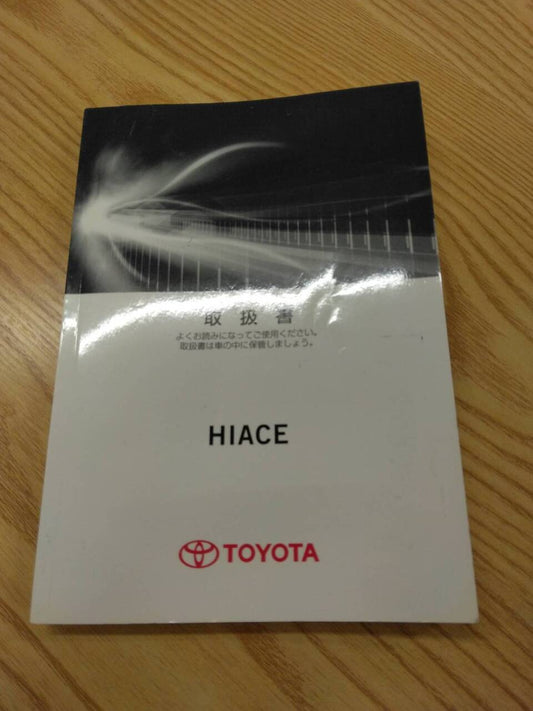 取扱書
よくお読みになってご使用ください。
取扱書は車の中に保管しましょう。
HIACE
TOYOTA